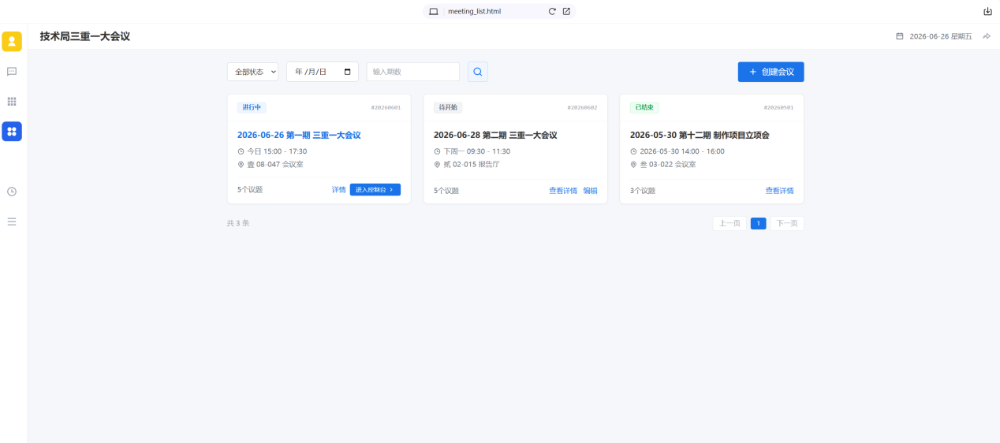 meeting_list.html
技术局三重一大会议
2026-06-26 星期五
全部状态
年 /月/日
输入期数
+ 创建会议
进行中
#20260601
2026-06-26 第一期 三重一大会议
今日 15:00 - 17:30
壹 08-047 会议室
5个议题
详情
进入控制台 >
待开始
#20260602
2026-06-28 第二期 三重一大会议
下周一 09:30 - 11:30
贰 02-015 报告厅
5个议题
查看详情 编辑
已结束
#20260501
2026-05-30 第十二期 制作项目立项会
2026-05-30 14:00 - 16:00
叁 03-022 会议室
3个议题
查看详情
共 3 条
上一页 1 下一页